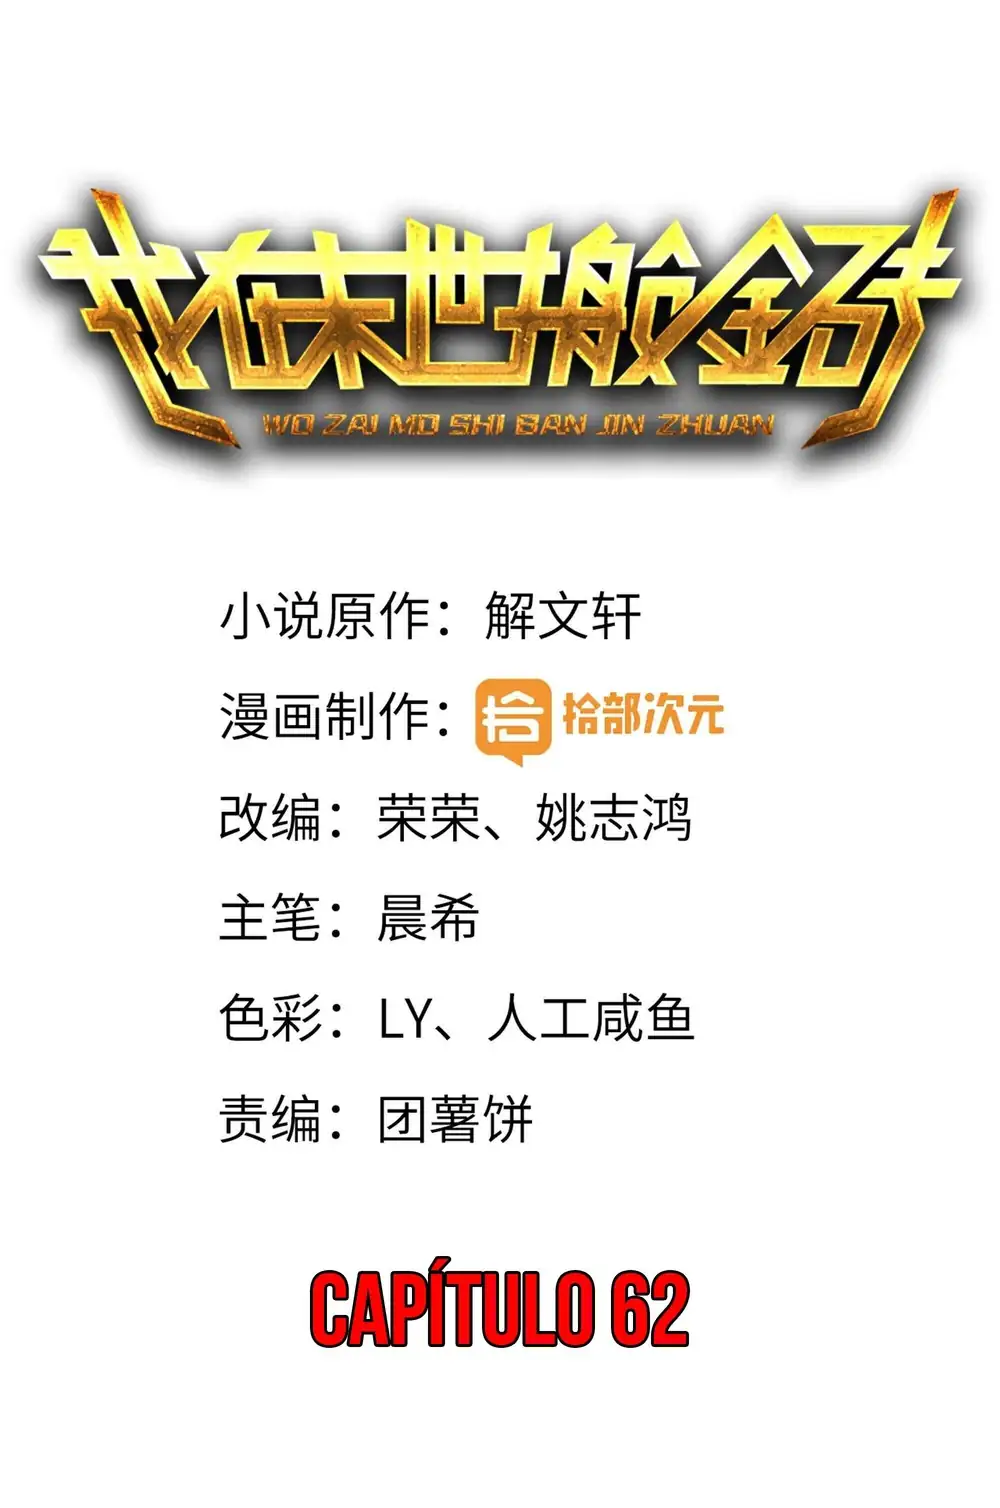 我在末世搬金砖
WO ZAI MO SHI BAN JIN ZHUAN
小说原作：解文轩
漫画制作：拾 拾部次元
改编：荣荣、姚志鸿
主笔：晨希
色彩：LY、人工咸鱼
责编：团薯饼
CAPÍTULO 62